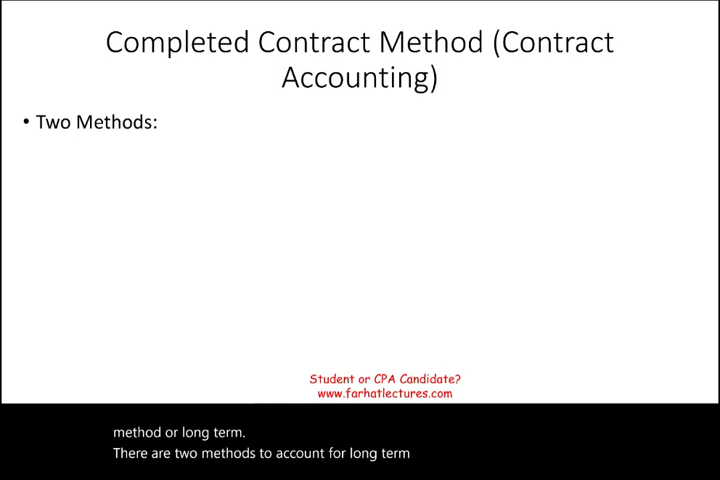 Completed Contract Method (Contract
Accounting)
• Two Methods:
Student or CPA Candidate?
www.farhatlectures.com
method or long term.
There are two methods to account for long term